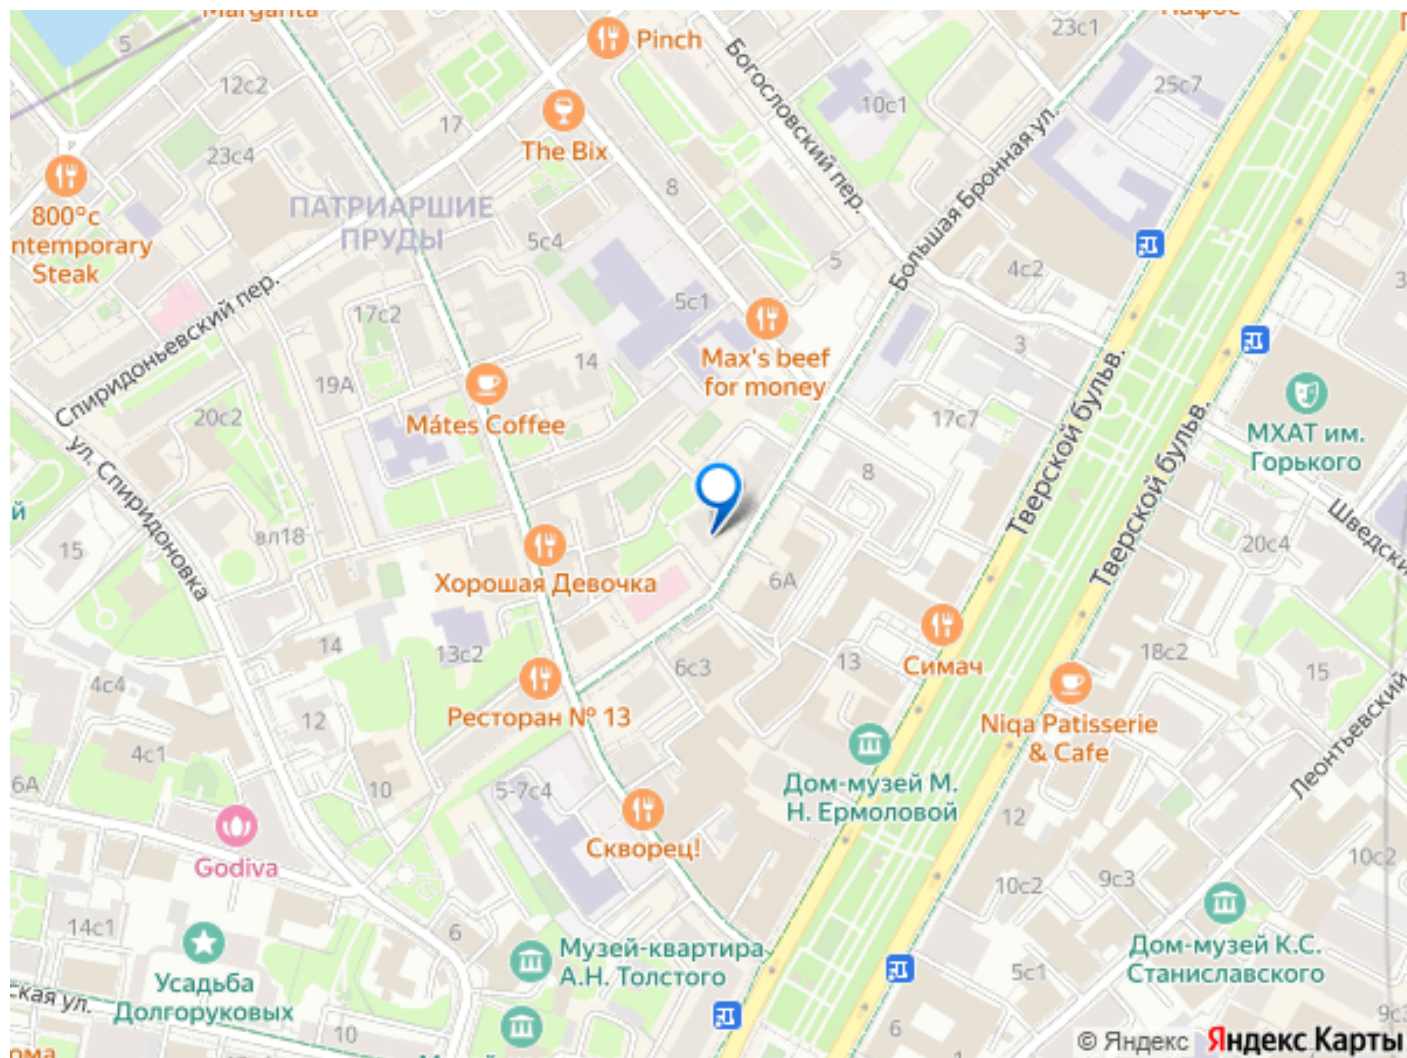 Margarita
5
12с2
17
23с4
800°с
ntemporary
Steak
ПАТРИАРШИЕ
ПРУДЫ
Pinch
The Bix
8
5с4
5с1
5
Богословский пер.
10с1
23с1
25с7
Большая Бронная ул.
4с2
3
Спиридоньевский пер.
17с2
19А
14
20с2
Mátes Coffee
Max's beef
for money
17с7
8
Тверской бульв.
Тверской бульв.
МХАТ им.
Горького
3
Шведски
20с4
й
15
вл18
ул. Спиридоновка
Хорошая Девочка
6А
14
13с2
4с4
12
Ресторан № 13
6с3
13
Симач
18с2
15
Niqa Patisserie
& Cafe
Леонтьевский
4с1
6А
10
5-7с4
Дом-музей М.
Н. Ермоловой
12
Godiva
Скворец!
10с2
9с3
10с2
14с1
6
Усадьба
Долгоруковых
Музей-квартира
А.Н. Толстого
Дом-музей К.С.
Станиславского
5с1
ская ул.
10
6
9с3
© Яндекс Яндекс Карты